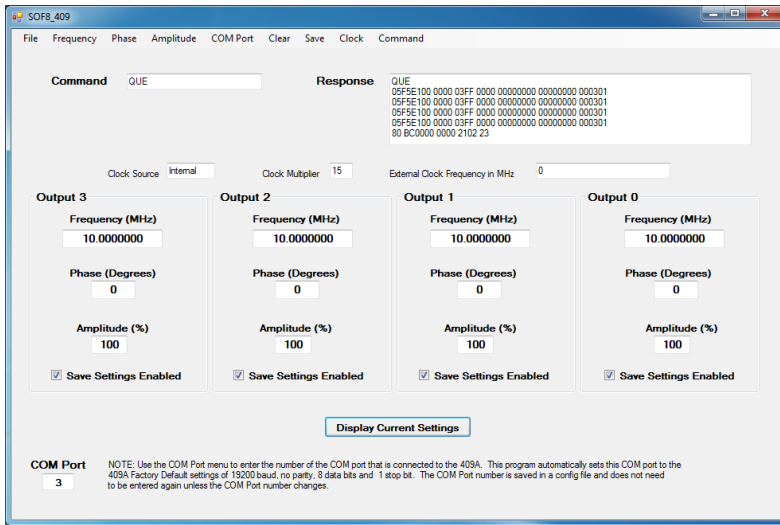 SOF8_409
File Frequency Phase Amplitude COM Port Clear Save Clock Command
Command QUE Response QUE
05F5E100 0000 03FF 0000 00000000 00000000 000301
05F5E100 0000 03FF 0000 00000000 00000000 000301
05F5E100 0000 03FF 0000 00000000 00000000 000301
05F5E100 0000 03FF 0000 00000000 00000000 000301
80 BC0000 0000 2102 23
Clock Source Internal Clock Multiplier 15 External Clock Frequency in MHz 0
Output 3 Output 2 Output 1 Output 0
Frequency (MHz) Frequency (MHz) Frequency (MHz) Frequency (MHz)
10.0000000 10.0000000 10.0000000 10.0000000
Phase (Degrees) Phase (Degrees) Phase (Degrees) Phase (Degrees)
0 0 0 0
Amplitude (%) Amplitude (%) Amplitude (%) Amplitude (%)
100 100 100 100
Save Settings Enabled Save Settings Enabled Save Settings Enabled Save Settings Enabled
Display Current Settings
COM Port
3
NOTE: Use the COM Port menu to enter the number of the COM port that is connected to the 409A. This program automatically sets this COM port to the
409A Factory Default settings of 19200 baud, no parity, 8 data bits and 1 stop bit. The COM Port number is saved in a config file and does not need
to be entered again unless the COM Port number changes.